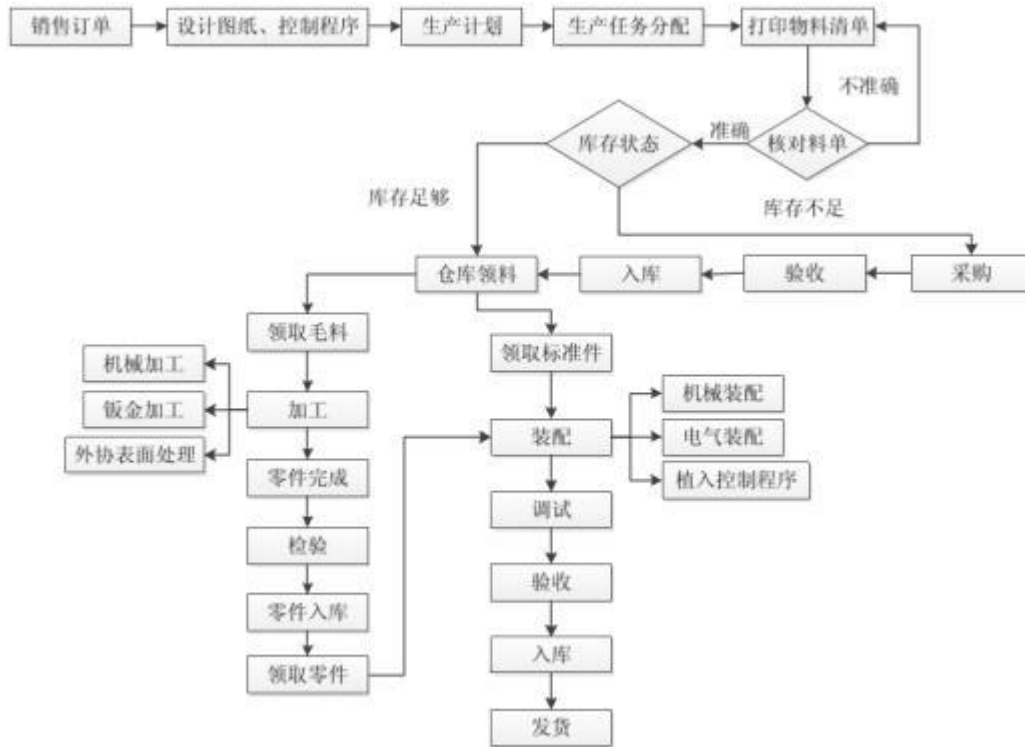 销售订单
设计图纸、控制程序
生产计划
生产任务分配
打印物料清单
不准确
库存状态
准确
核对料单
库存足够
库存不足
仓库领料
入库
验收
采购
领取毛料
领取标准件
机械加工
机械装配
钣金加工
加工
装配
电气装配
外协表面处理
植入控制程序
零件完成
调试
检验
验收
零件入库
入库
领取零件
发货